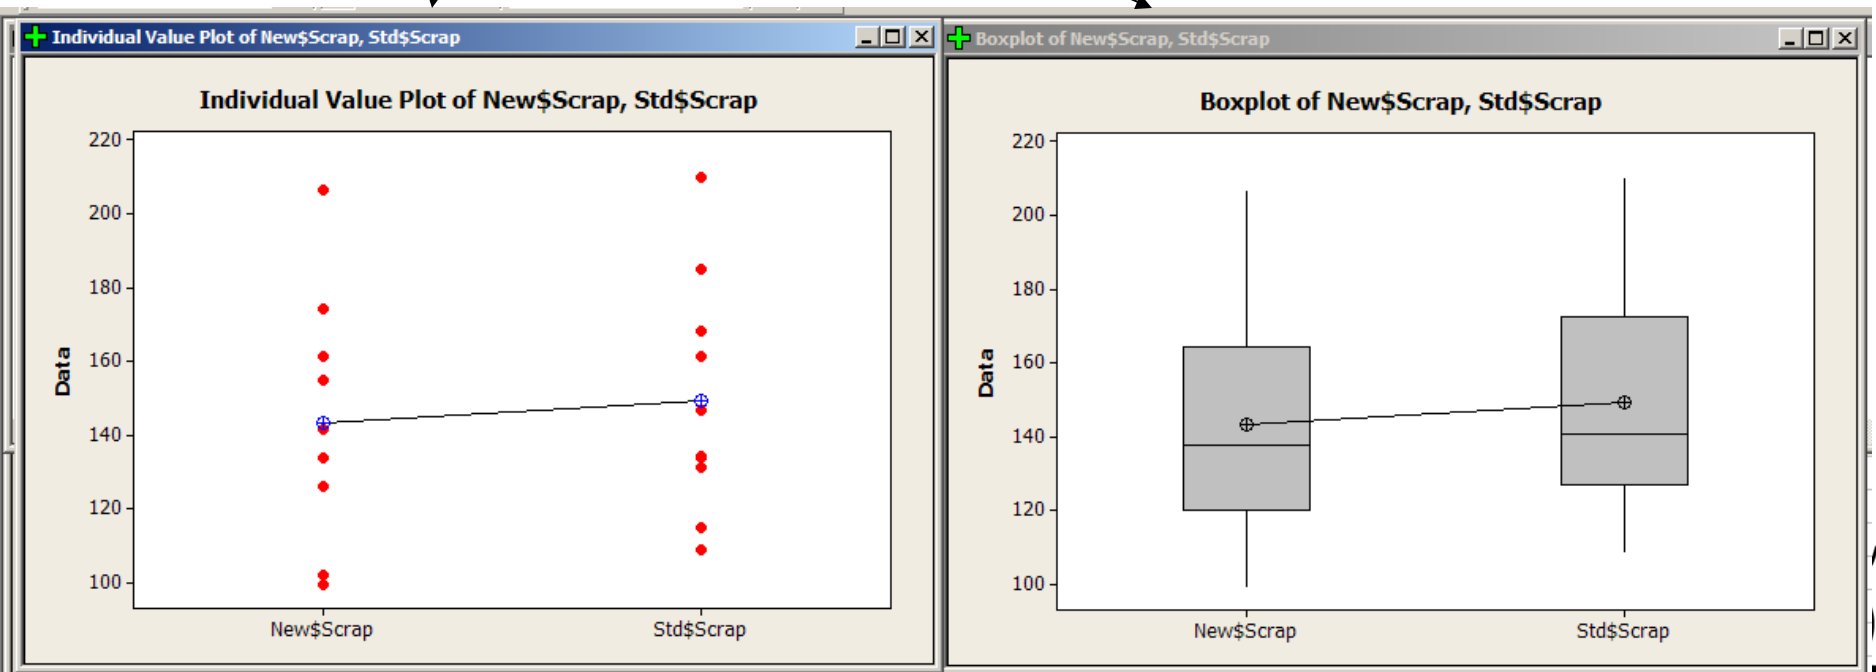 Individual Value Plot of New$Scrap, Std$Scrap
Individual Value Plot of New$Scrap, Std$Scrap
220
200
180
160
140
120
100
Data
New$Scrap Std$Scrap
Boxplot of New$Scrap, Std$Scrap
Boxplot of New$Scrap, Std$Scrap
220
200
180
160
140
120
100
Data
New$Scrap Std$Scrap